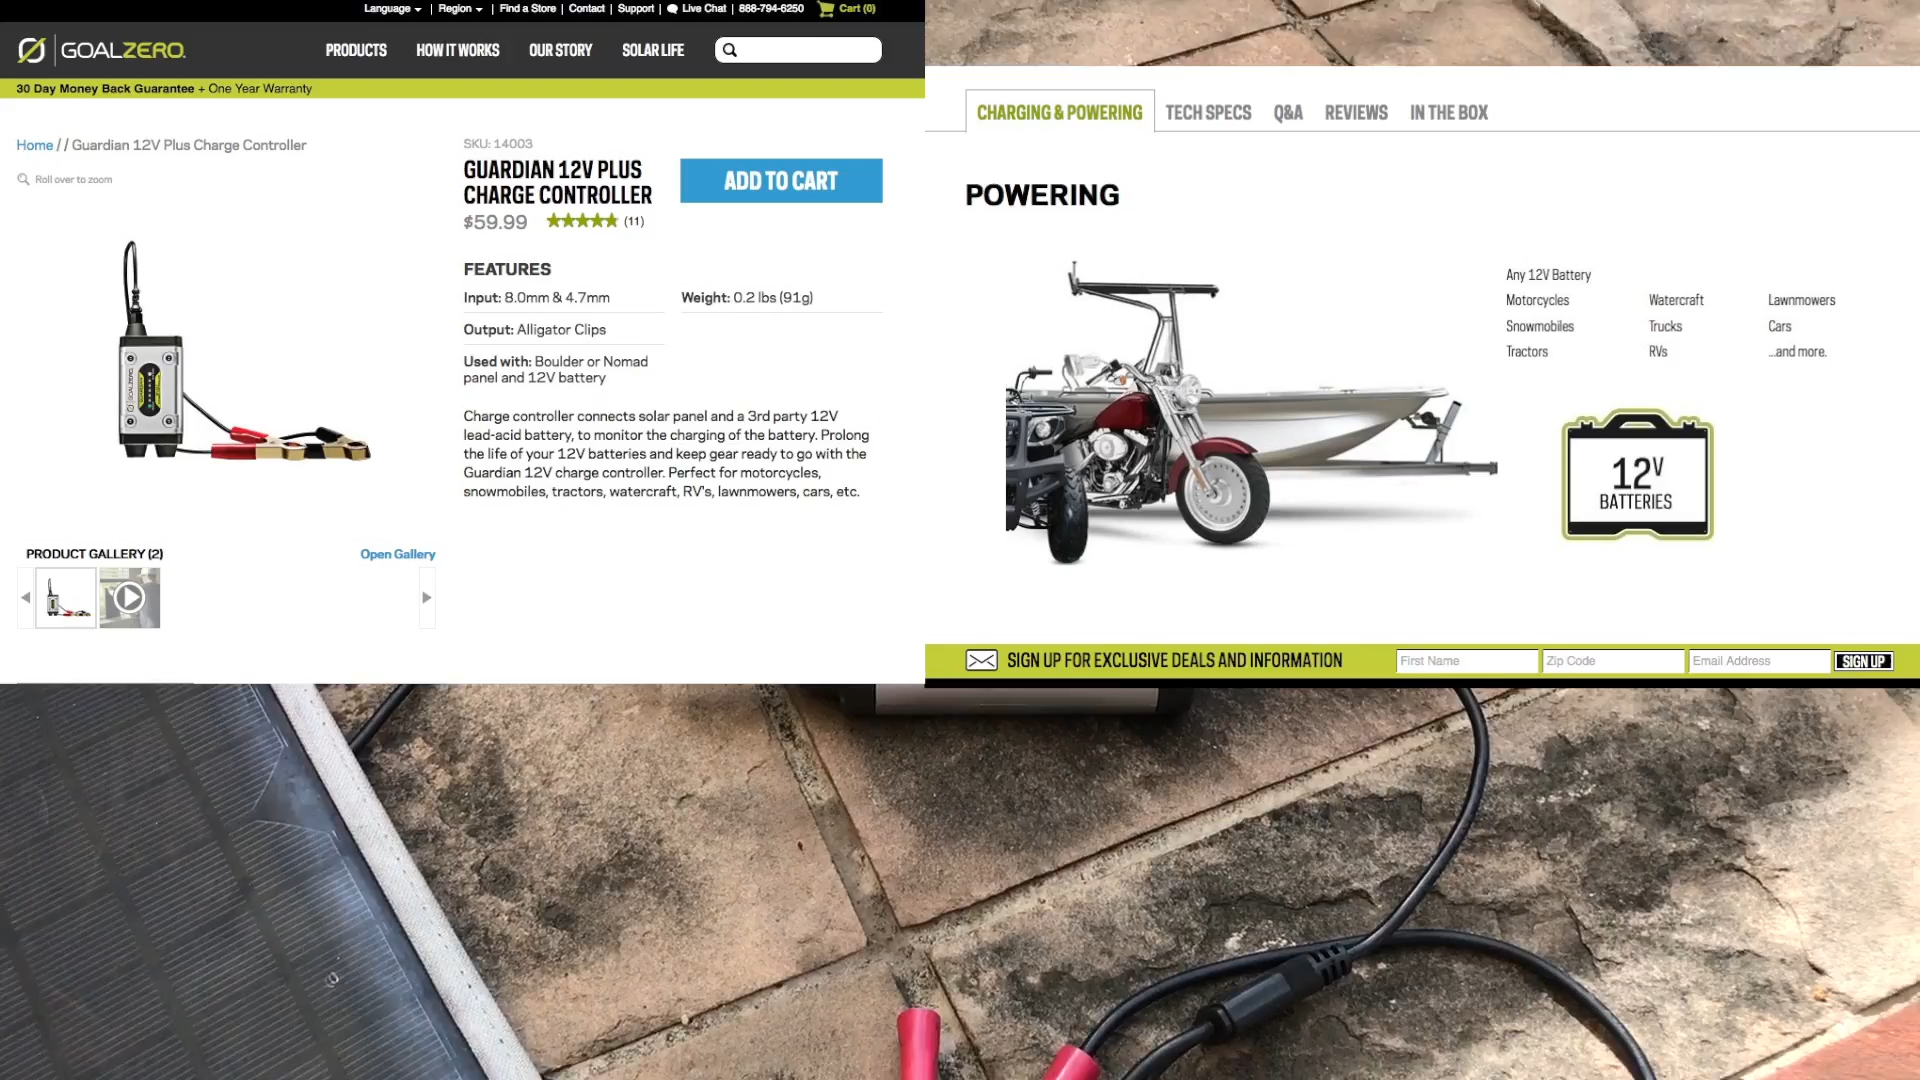 Language | Region | Find a Store | Contact | Support | Live Chat | 888-794-6250 Cart (0)
GOALZERO. PRODUCTS HOW IT WORKS OUR STORY SOLAR LIFE
30 Day Money Back Guarantee + One Year Warranty
Home // Guardian 12V Plus Charge Controller
Roll over to zoom
SKU: 14003
GUARDIAN 12V PLUS
CHARGE CONTROLLER
$59.99 (11)
ADD TO CART
FEATURES
Input: 8.0mm & 4.7mm
Weight: 0.2 lbs (91g)
Output: Alligator Clips
Used with: Boulder or Nomad
panel and 12V battery
Charge controller connects solar panel and a 3rd party 12V
lead-acid battery, to monitor the charging of the battery. Prolong
the life of your 12V batteries and keep gear ready to go with the
Guardian 12V charge controller. Perfect for motorcycles,
snowmobiles, tractors, watercraft, RV's, lawnmowers, cars, etc.
GOALZERO
PRODUCT GALLERY (2) Open Gallery
CHARGING & POWERING TECH SPECS Q&A REVIEWS IN THE BOX
POWERING
Any 12V Battery
Motorcycles Watercraft Lawnmowers
Snowmobiles Trucks Cars
Tractors RVs ...and more.
12V
BATTERIES
SIGN UP FOR EXCLUSIVE DEALS AND INFORMATION First Name Zip Code Email Address SIGN UP